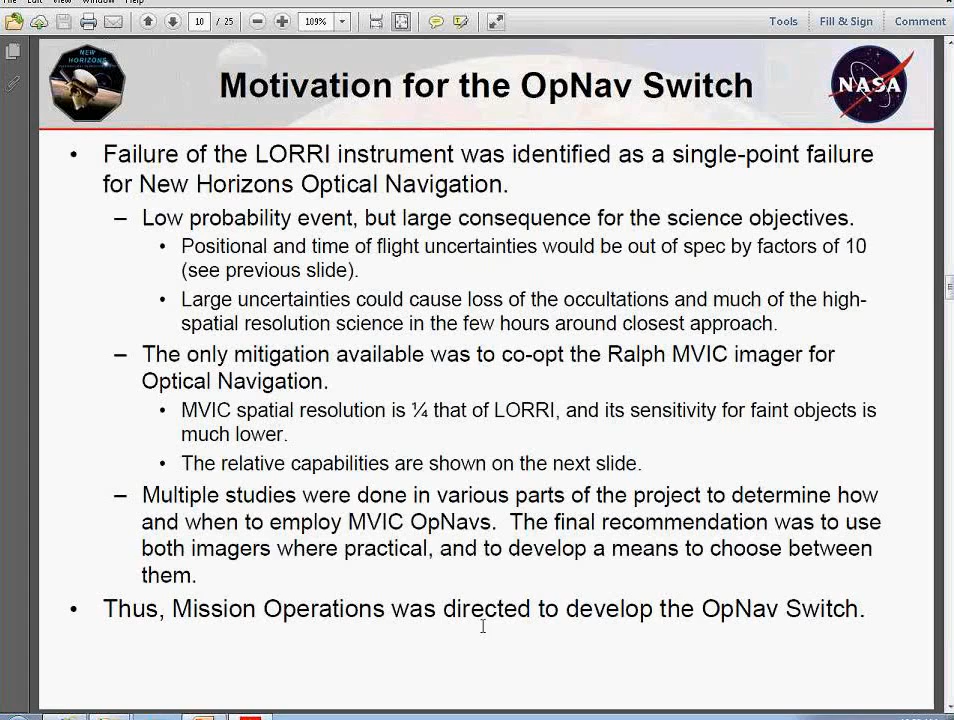 10 / 25
109%
Tools Fill & Sign Comment
NEW
HORIZONS
Motivation for the OpNav Switch
NASA
• Failure of the LORRI instrument was identified as a single-point failure
for New Horizons Optical Navigation.
– Low probability event, but large consequence for the science objectives.
• Positional and time of flight uncertainties would be out of spec by factors of 10
(see previous slide).
• Large uncertainties could cause loss of the occultations and much of the high-
spatial resolution science in the few hours around closest approach.
– The only mitigation available was to co-opt the Ralph MVIC imager for
Optical Navigation.
• MVIC spatial resolution is ¼ that of LORRI, and its sensitivity for faint objects is
much lower.
• The relative capabilities are shown on the next slide.
– Multiple studies were done in various parts of the project to determine how
and when to employ MVIC OpNavs.  The final recommendation was to use
both imagers where practical, and to develop a means to choose between
them.
• Thus, Mission Operations was directed to develop the OpNav Switch.